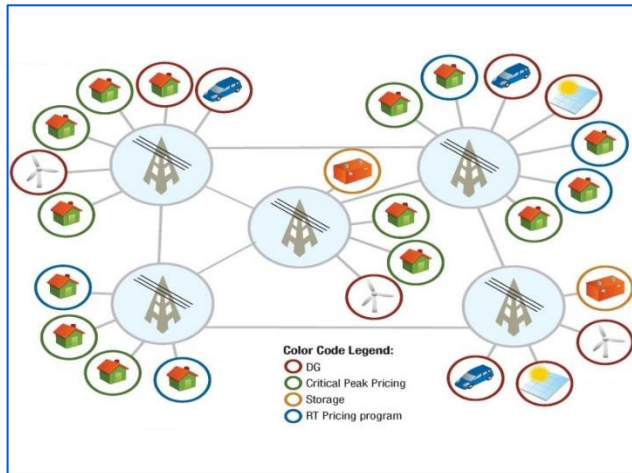 Color Code Legend:
DG
Critical Peak Pricing
Storage
RT Pricing program